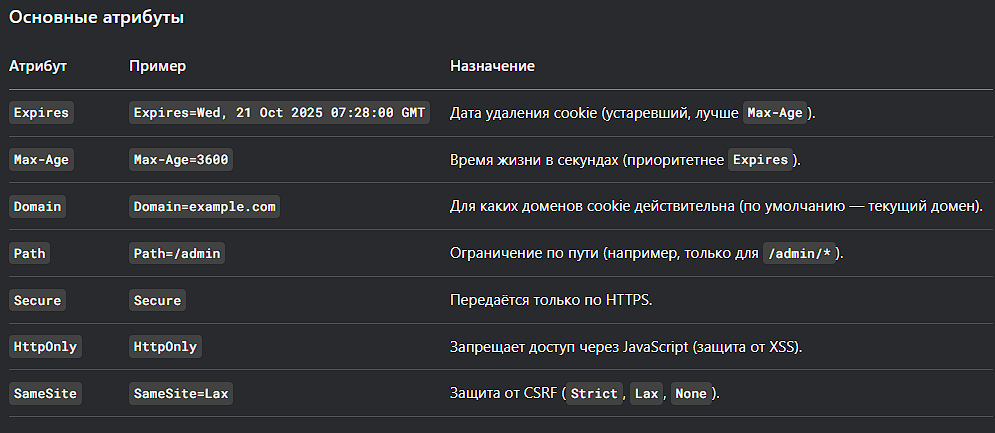 Основные атрибуты
Атрибут Пример Назначение
Expires Expires=Wed, 21 Oct 2025 07:28:00 GMT Дата удаления cookie (устаревший, лучше Max-Age).
Max-Age Max-Age=3600 Время жизни в секундах (приоритетнее Expires).
Domain Domain=example.com Для каких доменов cookie действительна (по умолчанию — текущий домен).
Path Path=/admin Ограничение по пути (например, только для /admin/*).
Secure Secure Передаётся только по HTTPS.
HttpOnly HttpOnly Запрещает доступ через JavaScript (защита от XSS).
SameSite SameSite=Lax Защита от CSRF (Strict, Lax, None).